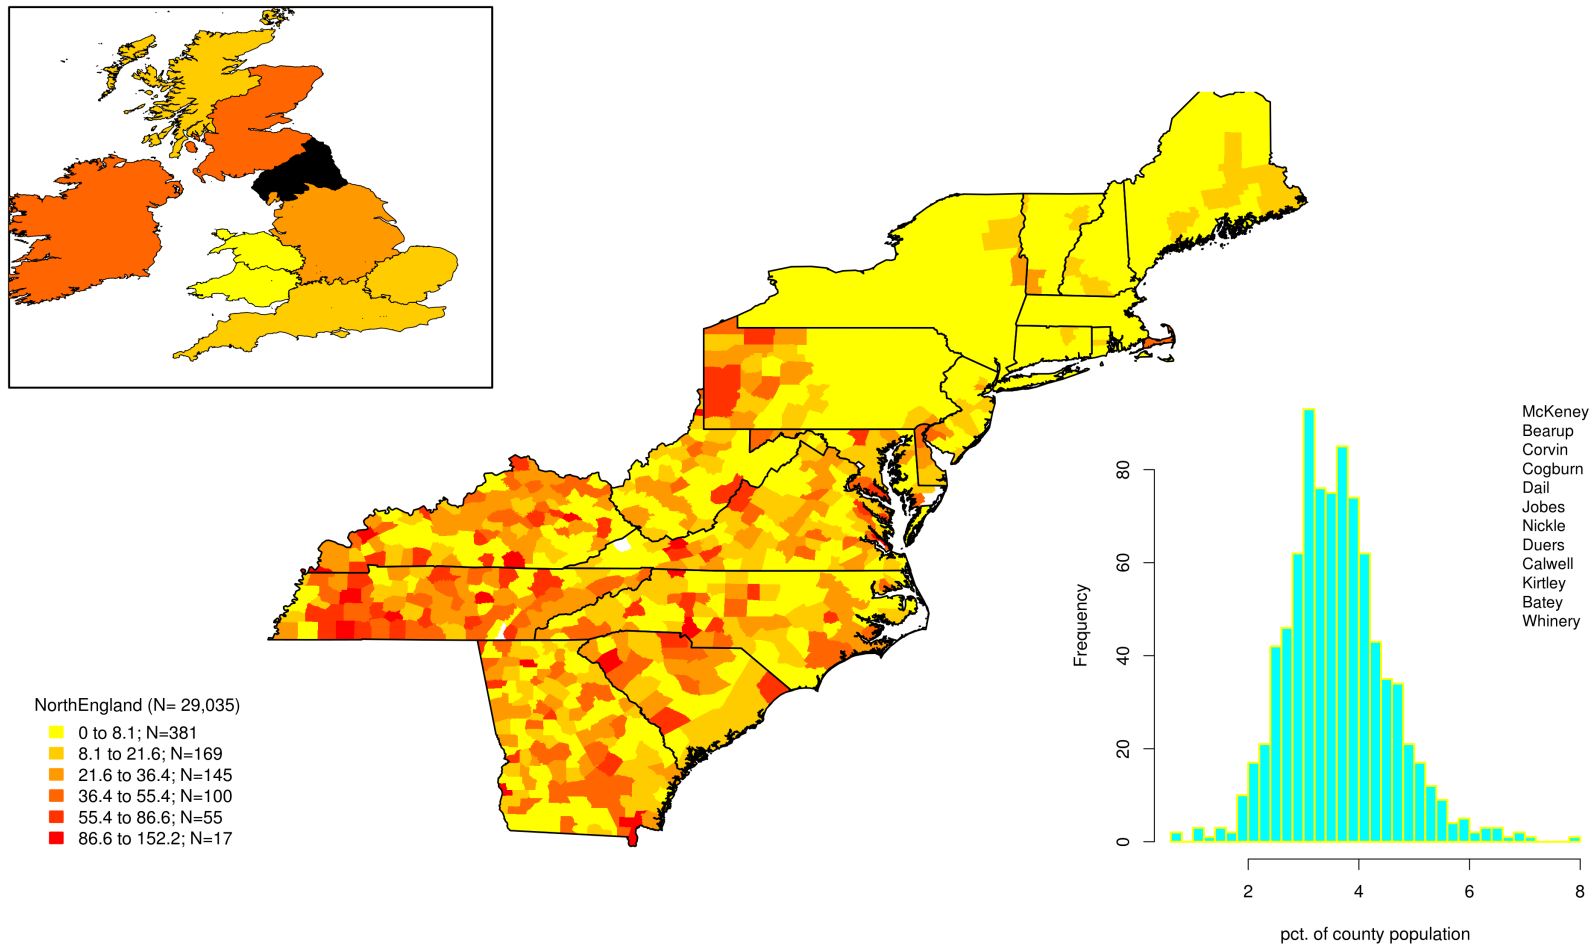 McKeney
Bearup
Corvin
Cogburn
Dail
Jobes
Nickle
Duers
Calwell
Kirtley
Batey
Whinery
NorthEngland (N= 29,035)
0 to 8.1; N=381
8.1 to 21.6; N=169
21.6 to 36.4; N=145
36.4 to 55.4; N=100
55.4 to 86.6; N=55
86.6 to 152.2; N=17
Frequency
80
60
40
20
0
2 4 6 8
pct. of county population